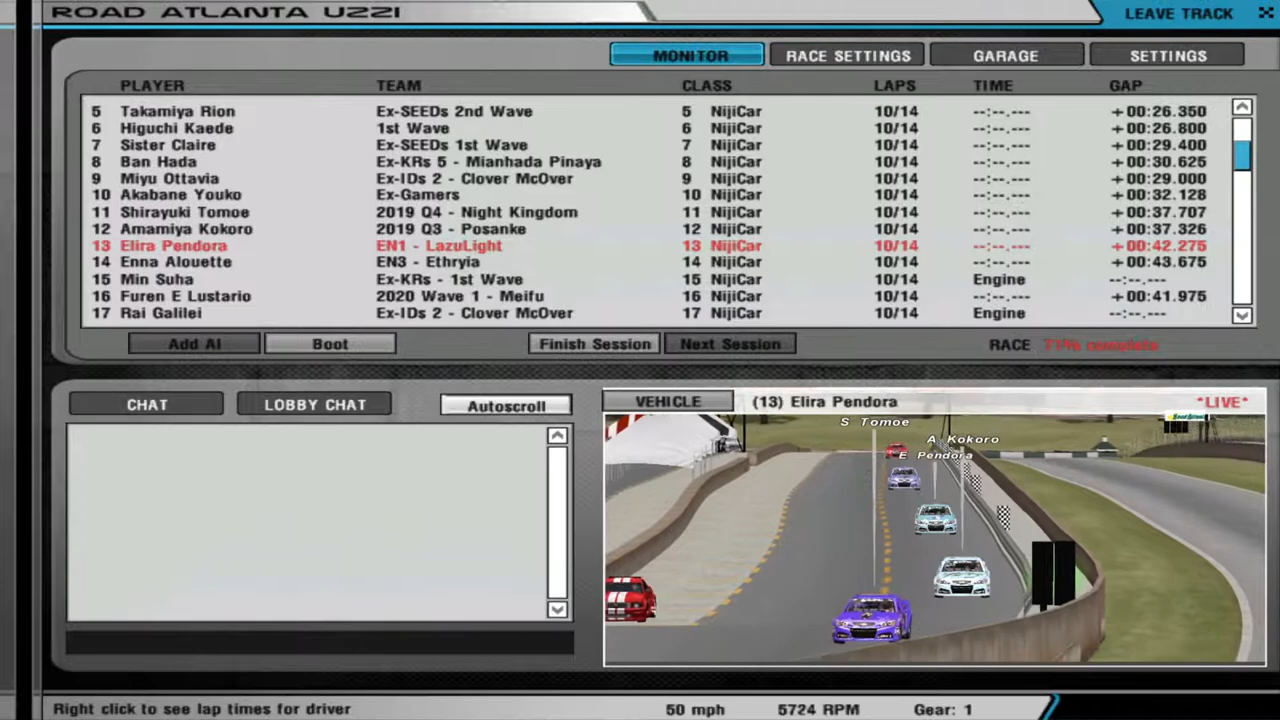 ROAD ATLANTA UZZI
LEAVE TRACK
MONITOR RACE SETTINGS GARAGE SETTINGS
PLAYER TEAM CLASS LAPS TIME GAP
5 Takamiya Rion Ex-SEEDs 2nd Wave 5 NijiCar 10/14 --:--.--- +00:26.350
6 Higuchi Kaede 1st Wave 6 NijiCar 10/14 --:--.--- +00:26.800
7 Sister Claire Ex-SEEDs 1st Wave 7 NijiCar 10/14 --:--.--- +00:29.400
8 Ban Hada Ex-KRs 5 - Mianhada Pinaya 8 NijiCar 10/14 --:--.--- +00:30.625
9 Miyu Ottavia Ex-IDs 2 - Clover McOver 9 NijiCar 10/14 --:--.--- +00:29.000
10 Akabane Youko Ex-Gamers 10 NijiCar 10/14 --:--.--- +00:32.128
11 Shirayuki Tomoe 2019 Q4 - Night Kingdom 11 NijiCar 10/14 --:--.--- +00:37.707
12 Amamiya Kokoro 2019 Q3 - Posanke 12 NijiCar 10/14 --:--.--- +00:37.326
13 Elira Pendora EN1 - LazuLight 13 NijiCar 10/14 --:--.--- +00:42.275
14 Enna Alouette EN3 - Ethryia 14 NijiCar 10/14 --:--.--- +00:43.675
15 Min Suha Ex-KRs - 1st Wave 15 NijiCar 10/14 Engine --:--.---
16 Furen E Lustario 2020 Wave 1 - Meifu 16 NijiCar 10/14 --:--.--- +00:41.975
17 Rai Galilei Ex-IDs 2 - Clover McOver 17 NijiCar 10/14 Engine --:--.---
Add AI Boot Finish Session Next Session RACE 71% complete
CHAT LOBBY CHAT Autoscroll
VEHICLE (13) Elira Pendora *LIVE*
S Tomoe
A Kokoro
E Pendora
Right click to see lap times for driver 50 mph 5724 RPM Gear: 1